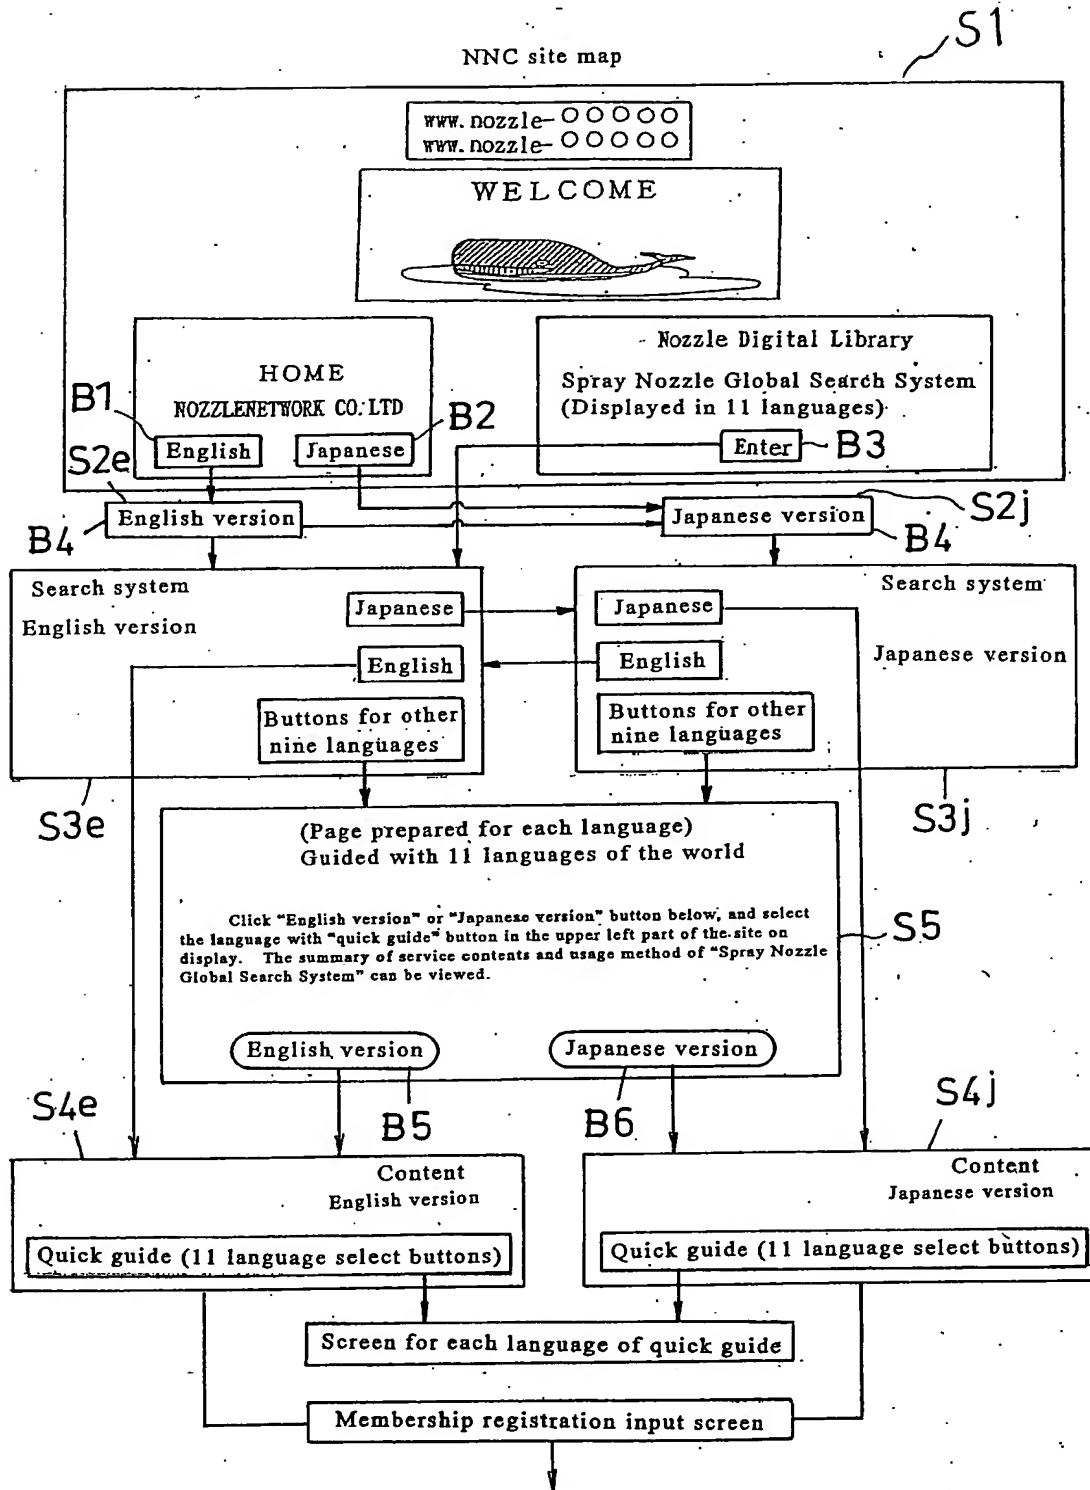 S1
NNC site map
www.nozzle-○○○○○
www.nozzle-○○○○○
WELCOME
HOME
NOZZLENETWORK CO.LTD
B1
English
Japanese
B2
Nozzle Digital Library
Spray Nozzle Global Search System
(Displayed in 11 languages)
Enter
B3
S2e
English version
B4
S2j
Japanese version
B4
Search system
English version
Japanese
English
Buttons for other
nine languages
S3e
Search system
Japanese version
Japanese
English
Buttons for other
nine languages
S3j
(Page prepared for each language)
Guided with 11 languages of the world
Click "English version" or "Japanese version" button below, and select
the language with "quick guide" button in the upper left part of the site on
display. The summary of service contents and usage method of "Spray Nozzle
Global Search System" can be viewed.
S5
English version
Japanese version
B5
B6
S4e
Content
English version
Quick guide (11 language select buttons)
S4j
Content
Japanese version
Quick guide (11 language select buttons)
Screen for each language of quick guide
Membership registration input screen